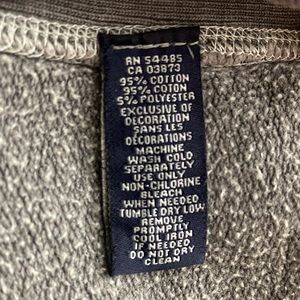 RN 54485
CA 03873
95% COTTON
95% COTON
5% POLYESTER
EXCLUSIVE OF
DECORATION
SANS LES
DÉCORATIONS
MACHINE
WASH COLD
SEPARATELY
USE ONLY
NON-CHLORINE
BLEACH
WHEN NEEDED
TUMBLE DRY LOW
REMOVE
PROMPTLY
COOL IRON
IF NEEDED
DO NOT DRY
CLEAN